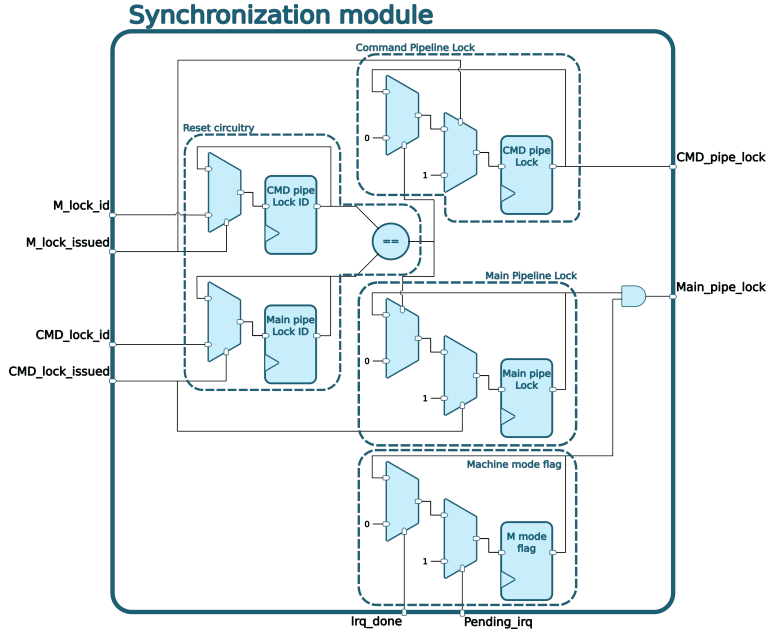 Synchronization module
Command Pipeline Lock
Reset circuitry
0
CMD pipe
Lock
1
CMD_pipe_lock
CMD pipe
Lock ID
M_lock_id
M_lock_issued
==
Main Pipeline Lock
Main_pipe_lock
Main pipe
Lock ID
CMD_lock_id
CMD_lock_issued
0
Main pipe
Lock
1
Machine mode flag
0
M mode
flag
1
Irq_done
Pending_irq